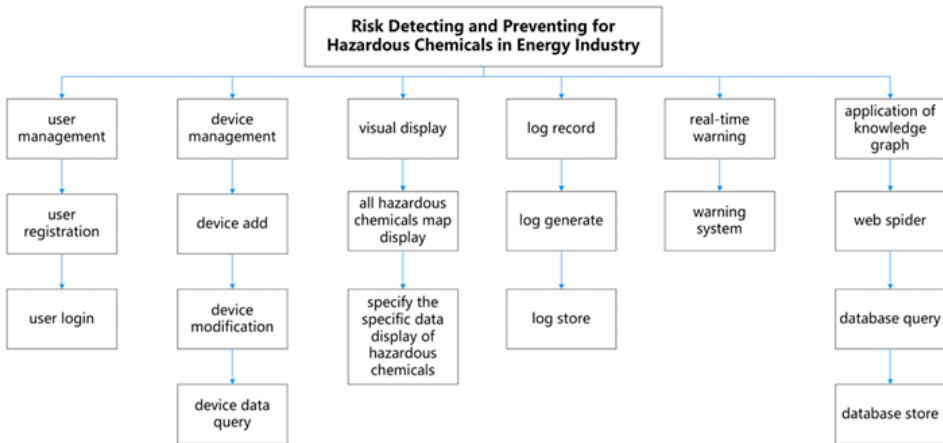 Risk Detecting and Preventing for
Hazardous Chemicals in Energy Industry
user
management
device
management
visual display
log record
real-time
warning
application of
knowledge
graph
user
registration
device add
all hazardous
chemicals map
display
log generate
warning
system
web spider
user login
device
modification
specify the
specific data
display of
hazardous
chemicals
log store
database query
device data
query
database store